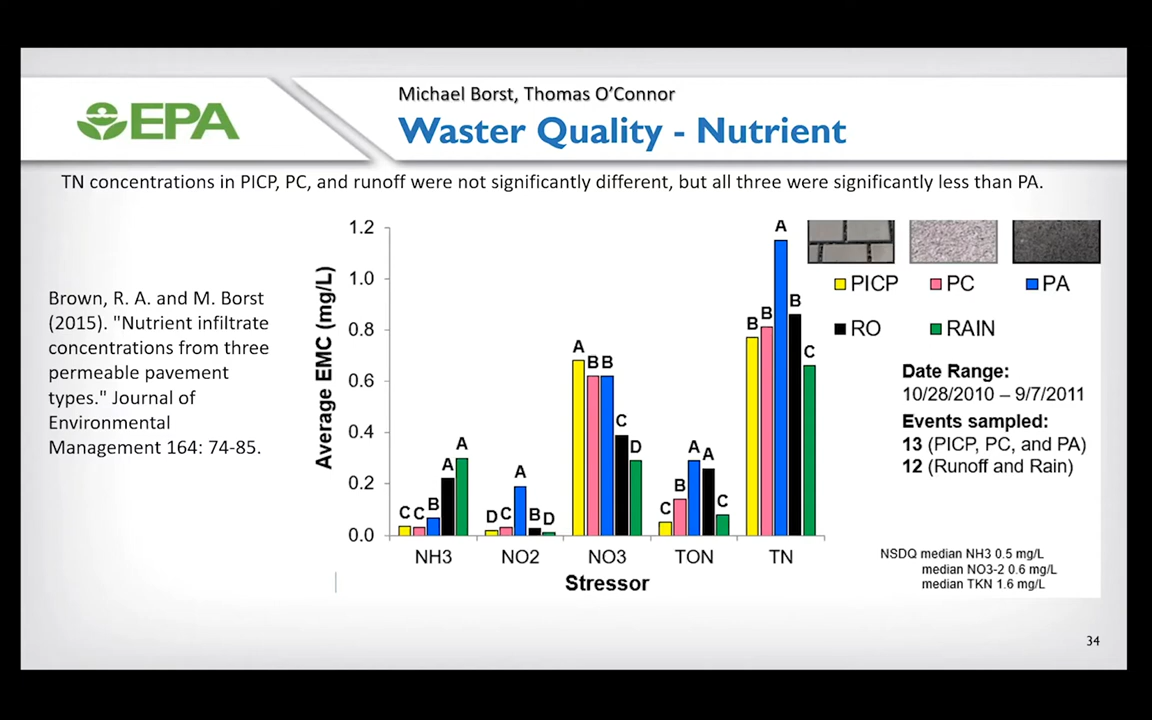 EPA
Michael Borst, Thomas O'Connor
Waster Quality - Nutrient
TN concentrations in PICP, PC, and runoff were not significantly different, but all three were significantly less than PA.
Brown, R. A. and M. Borst
(2015). "Nutrient infiltrate
concentrations from three
permeable pavement
types." Journal of
Environmental
Management 164: 74-85.
Average EMC (mg/L)
1.2
1.0
0.8
0.6
0.4
0.2
0.0
C C B A A
D C A B D
A B B C D
C B A A C
B B A B C
NH3 NO2 NO3 TON TN
Stressor
PICP PC PA
RO RAIN
Date Range:
10/28/2010 – 9/7/2011
Events sampled:
13 (PICP, PC, and PA)
12 (Runoff and Rain)
NSDQ median NH3 0.5 mg/L
median NO3-2 0.6 mg/L
median TKN 1.6 mg/L
34